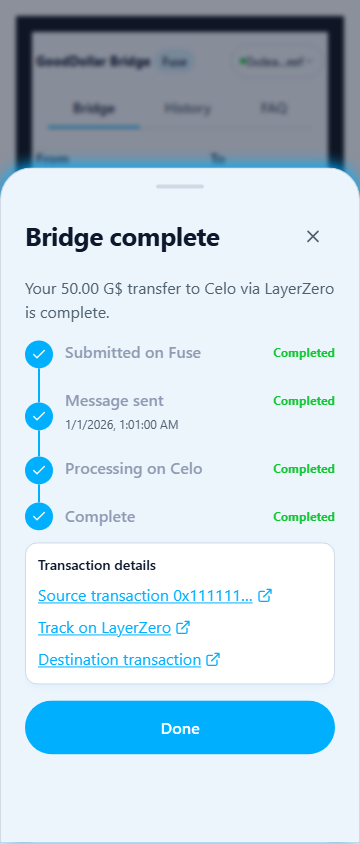 GoodDollar Bridge Fuse
Bridge History FAQ
From To
Bridge complete
Your 50.00 G$ transfer to Celo via LayerZero
is complete.
Submitted on Fuse Completed
Message sent Completed
1/1/2026, 1:01:00 AM
Processing on Celo Completed
Complete Completed
Transaction details
Source transaction 0x111111...
Track on LayerZero
Destination transaction
Done